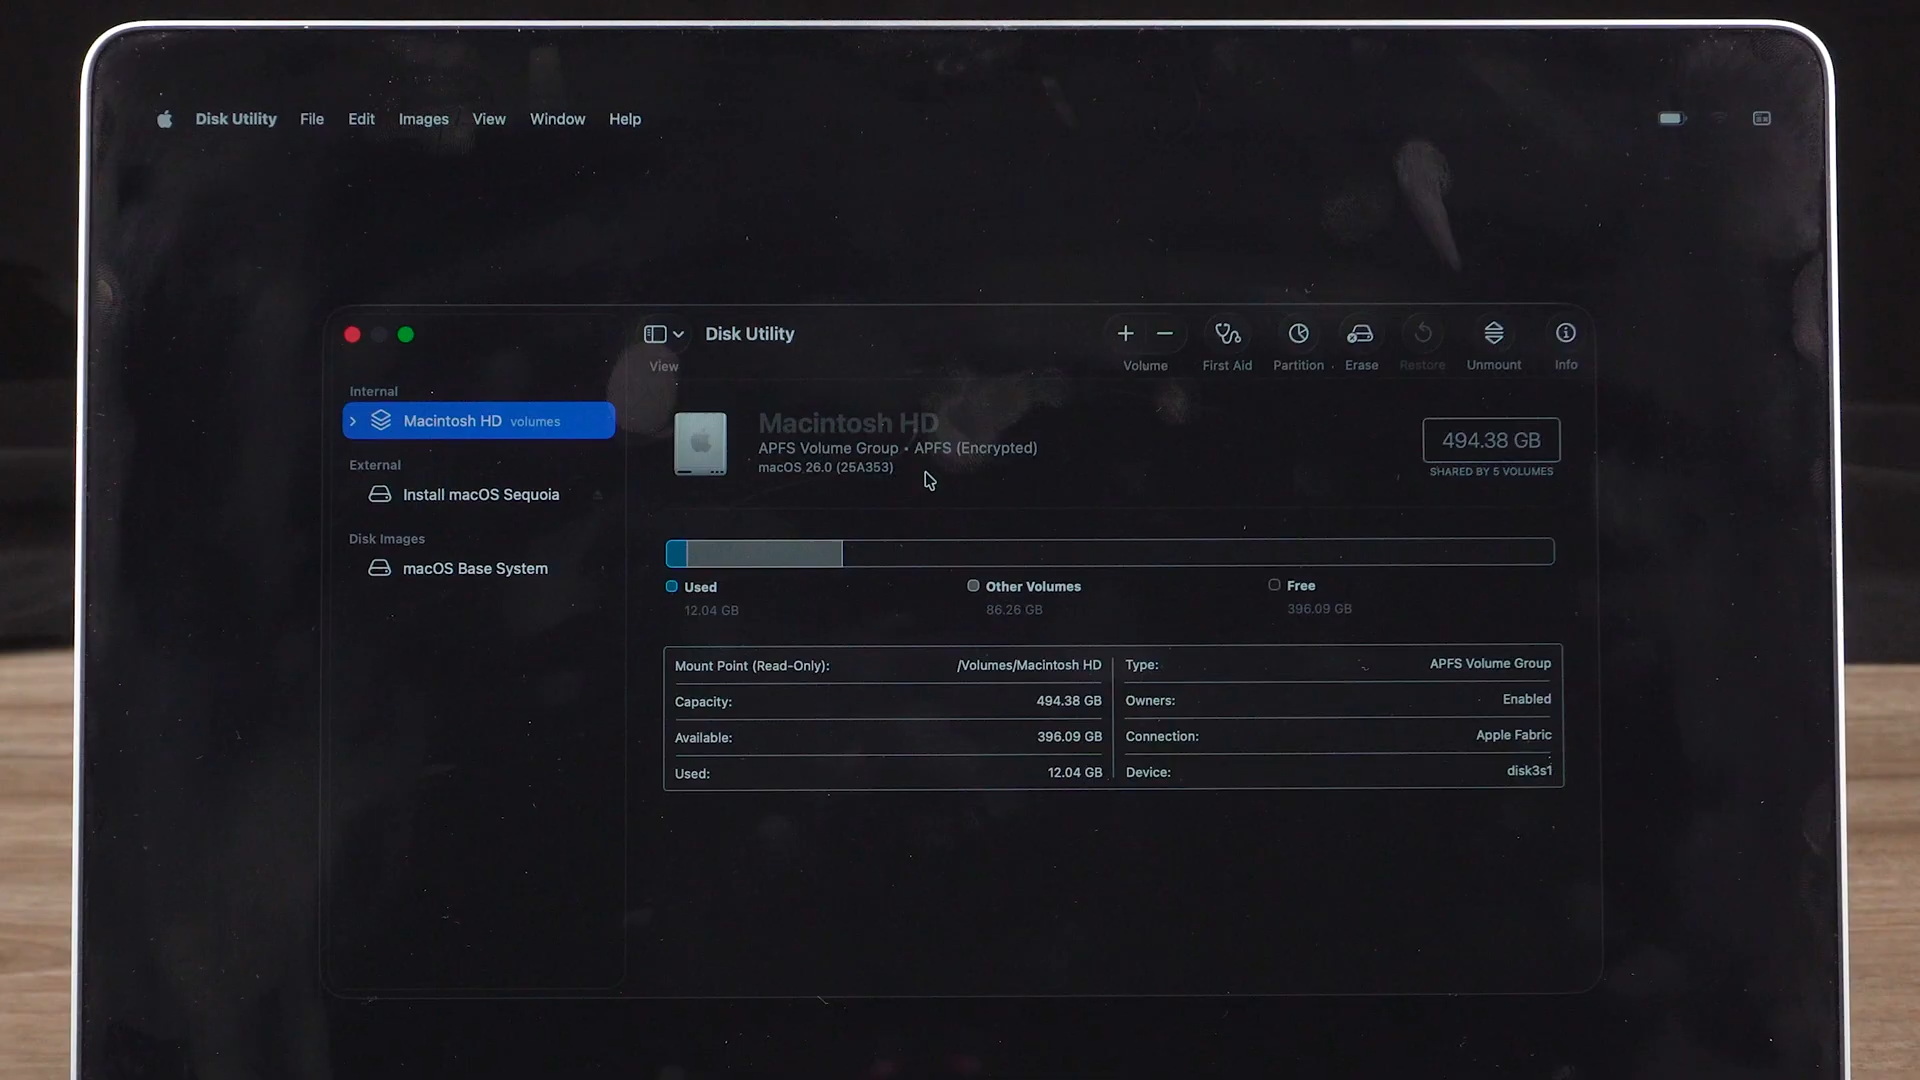 Disk Utility File Edit Images View Window Help
Disk Utility
View
Volume First Aid Partition Erase Restore Unmount Info
Internal
Macintosh HD volumes
External
Install macOS Sequoia
Disk Images
macOS Base System
Macintosh HD
APFS Volume Group • APFS (Encrypted)
macOS 26.0 (25A353)
494.38 GB
SHARED BY 5 VOLUMES
Used
12.04 GB
Other Volumes
86.26 GB
Free
396.09 GB
Mount Point (Read-Only): /Volumes/Macintosh HD
Capacity: 494.38 GB
Available: 396.09 GB
Used: 12.04 GB
Type: APFS Volume Group
Owners: Enabled
Connection: Apple Fabric
Device: disk3s1